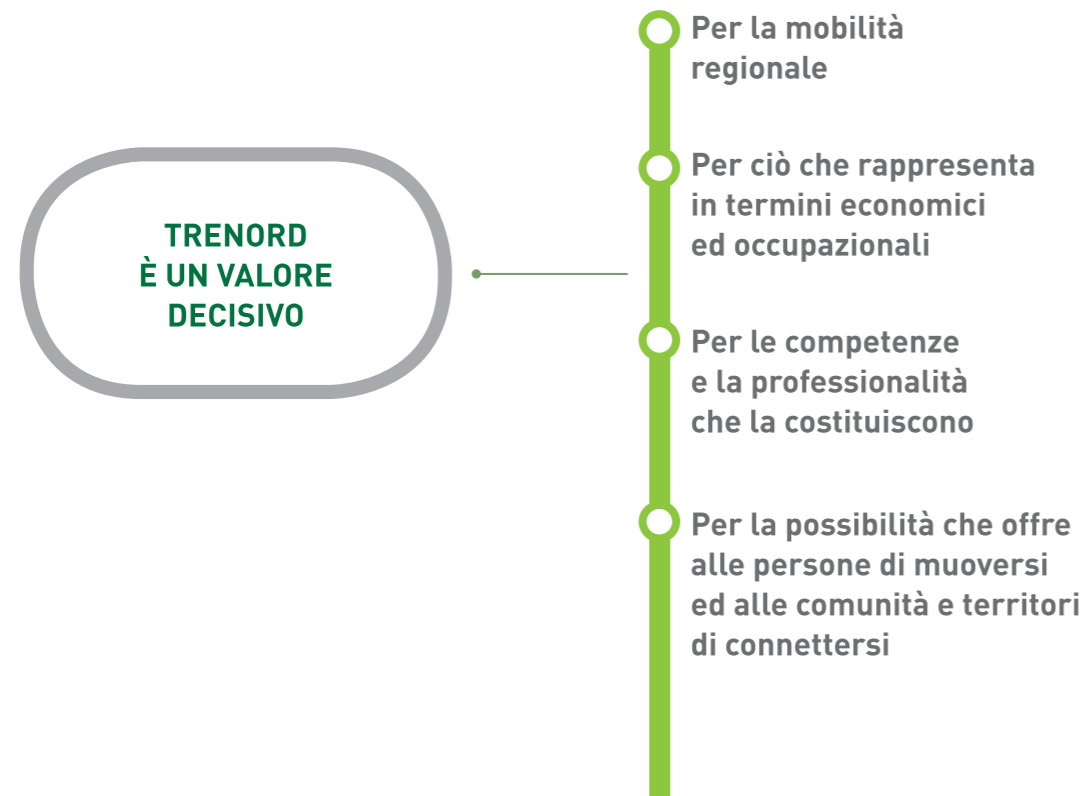 TRENORD
È UN VALORE
DECISIVO
Per la mobilità
regionale
Per ciò che rappresenta
in termini economici
ed occupazionali
Per le competenze
e la professionalità
che la costituiscono
Per la possibilità che offre
alle persone di muoversi
ed alle comunità e territori
di connettersi